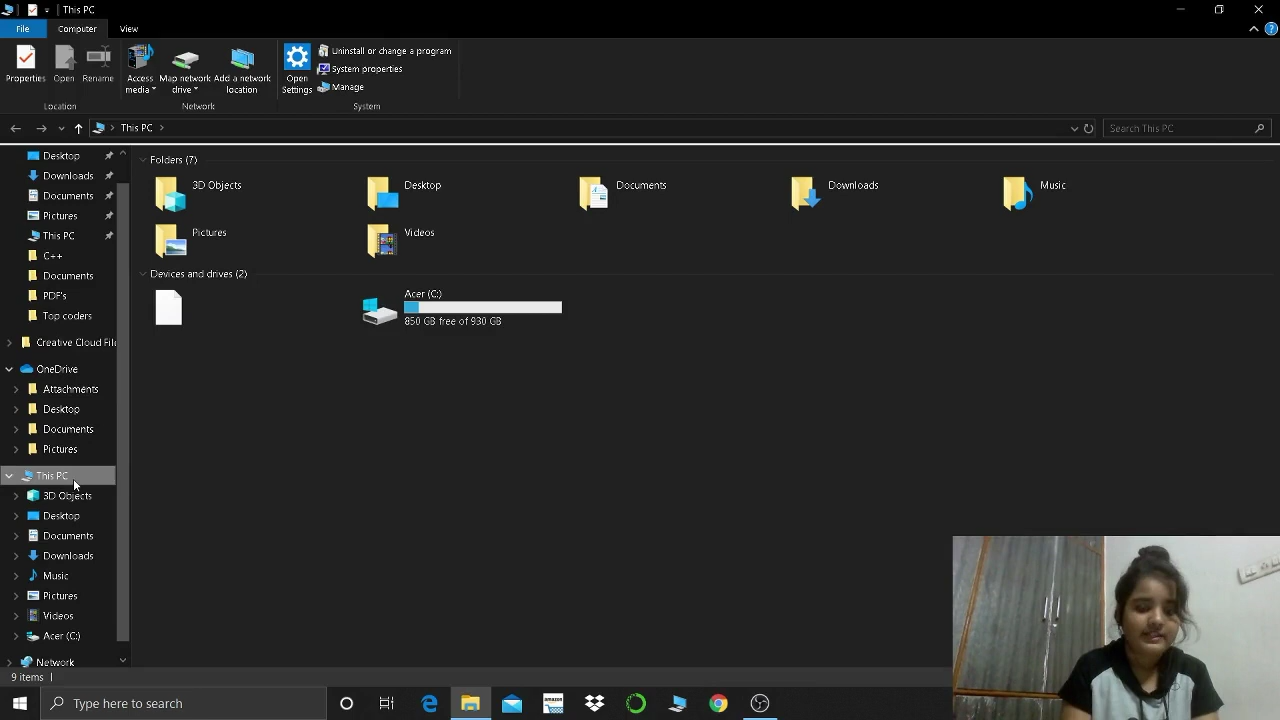 This PC
File
Computer
View
Properties
Open
Rename
Access media
Map network drive
Add a network location
Open Settings
Uninstall or change a program
System properties
Manage
Location
Network
System
This PC
Search This PC
Desktop
Downloads
Documents
Pictures
This PC
C++
Documents
PDF's
Top coders
Creative Cloud Fil
OneDrive
Attachments
Desktop
Documents
Pictures
This PC
3D Objects
Desktop
Documents
Downloads
Music
Pictures
Videos
Acer (C:)
Network
Folders (7)
3D Objects
Desktop
Documents
Downloads
Music
Pictures
Videos
Devices and drives (2)
Acer (C:)
850 GB free of 930 GB
9 items
Type here to search
amazon